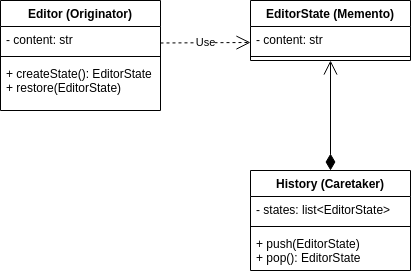 Editor (Originator)
- content: str
+ createState(): EditorState
+ restore(EditorState)
Use
EditorState (Memento)
- content: str
History (Caretaker)
- states: list<EditorState>
+ push(EditorState)
+ pop(): EditorState